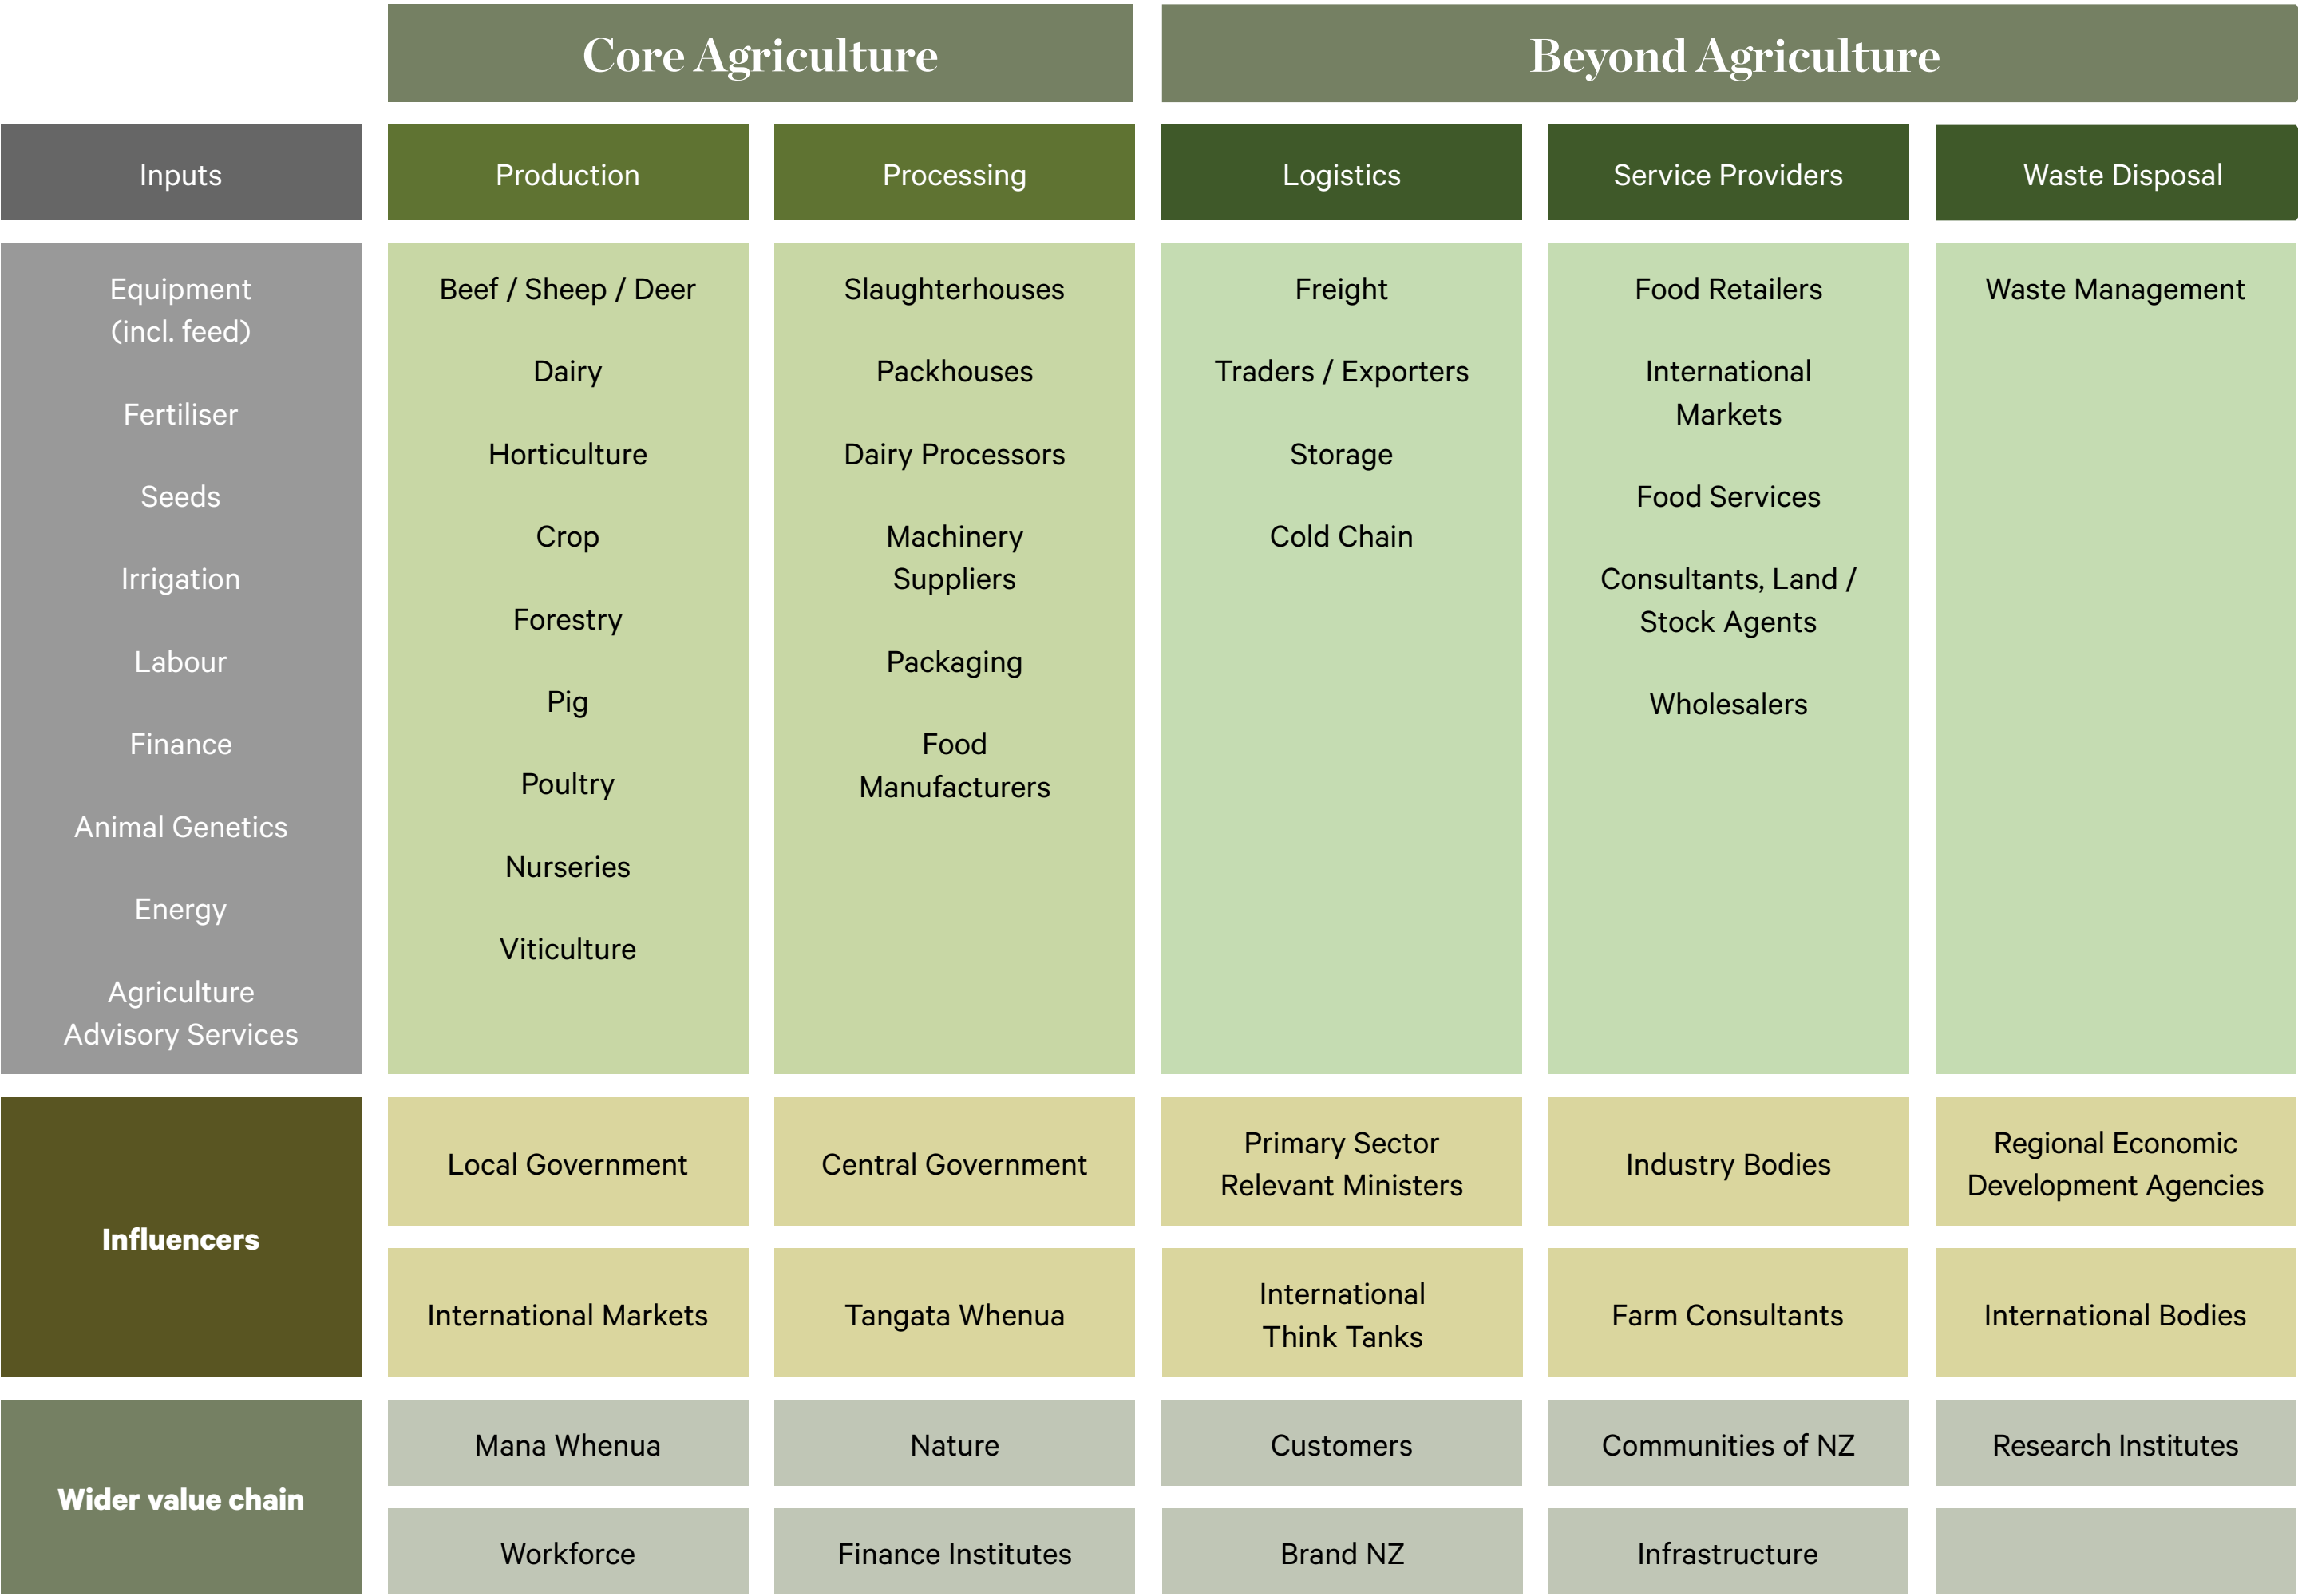 Core Agriculture
Beyond Agriculture
Inputs
Production
Processing
Logistics
Service Providers
Waste Disposal
Equipment
(incl. feed)
Fertiliser
Seeds
Irrigation
Labour
Finance
Animal Genetics
Energy
Agriculture
Advisory Services
Beef / Sheep / Deer
Dairy
Horticulture
Crop
Forestry
Pig
Poultry
Nurseries
Viticulture
Slaughterhouses
Packhouses
Dairy Processors
Machinery
Suppliers
Packaging
Food
Manufacturers
Freight
Traders / Exporters
Storage
Cold Chain
Food Retailers
International
Markets
Food Services
Consultants, Land /
Stock Agents
Wholesalers
Waste Management
Influencers
Local Government
Central Government
Primary Sector
Relevant Ministers
Industry Bodies
Regional Economic
Development Agencies
International Markets
Tangata Whenua
International
Think Tanks
Farm Consultants
International Bodies
Wider value chain
Mana Whenua
Nature
Customers
Communities of NZ
Research Institutes
Workforce
Finance Institutes
Brand NZ
Infrastructure